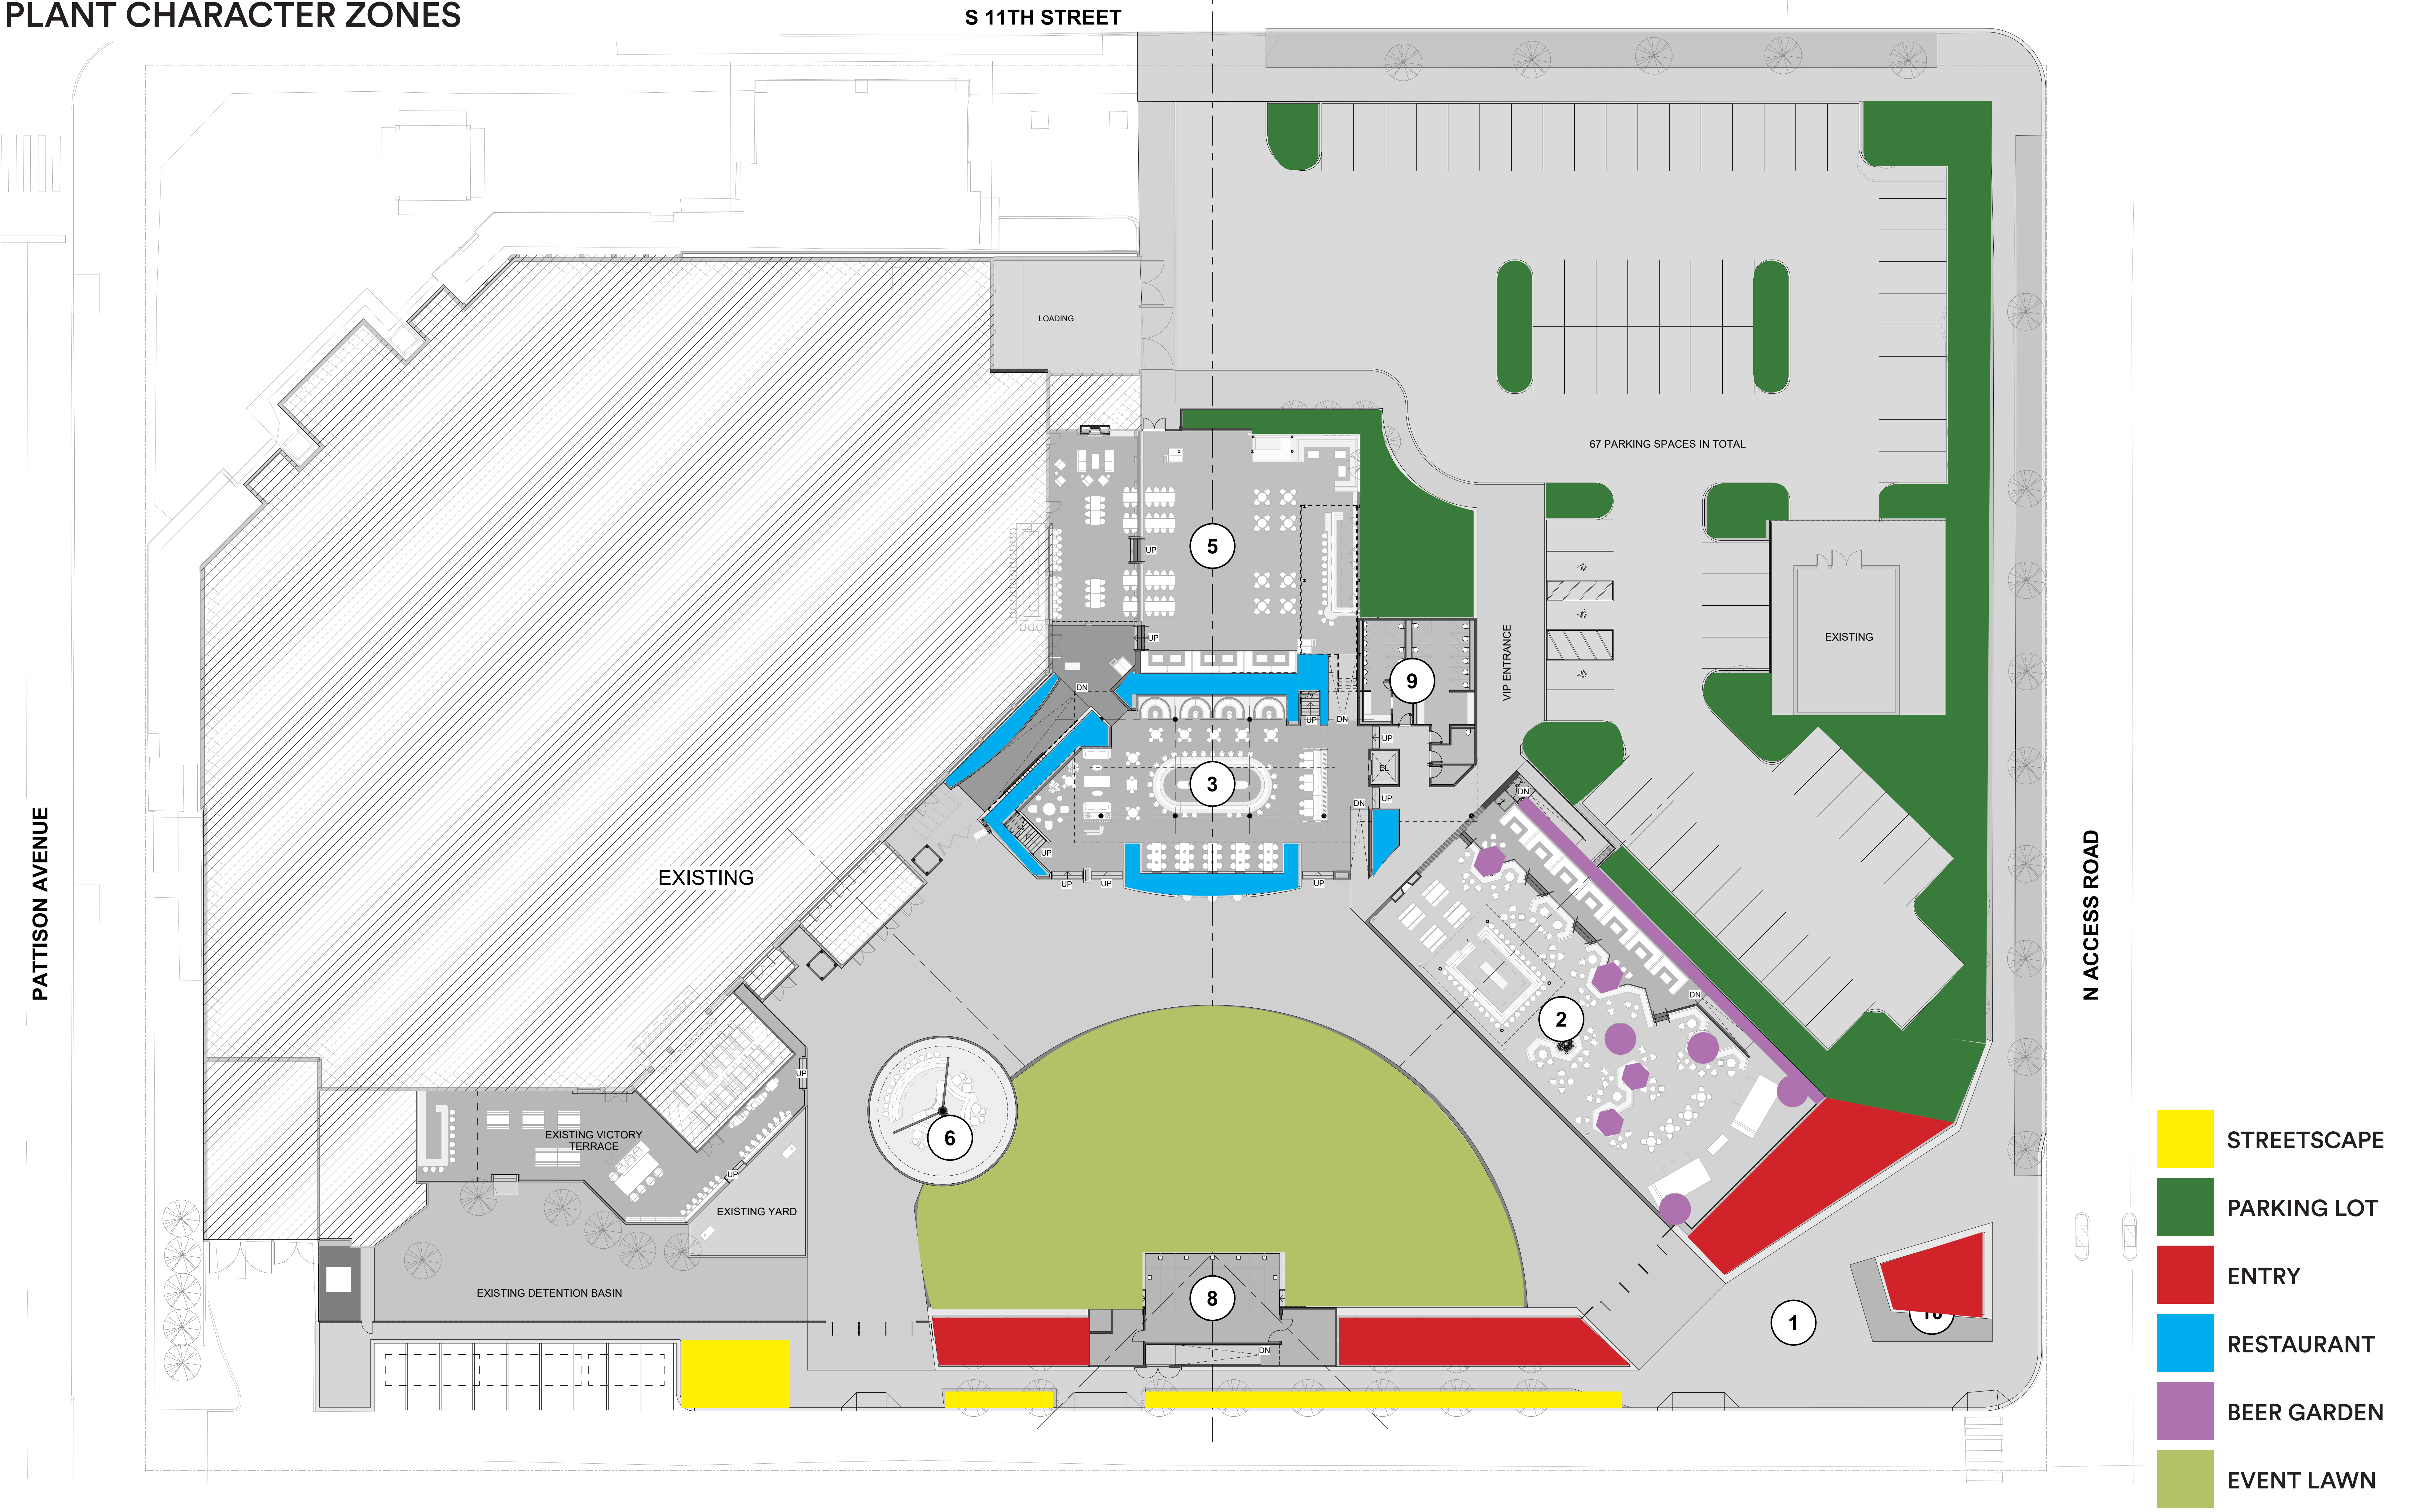 PLANT CHARACTER ZONES
S 11TH STREET
LOADING
67 PARKING SPACES IN TOTAL
5
UP
EXISTING
UP
VIP ENTRANCE
9
DN
UP
DN
UP
3
EL
DN
UP
DN
UP
UP
UP
UP
EXISTING
PATTISON AVENUE
N ACCESS ROAD
2
DN
UP
EXISTING VICTORY
TERRACE
6
UP
EXISTING YARD
EXISTING DETENTION BASIN
8
1
10
DN
STREETSCAPE
PARKING LOT
ENTRY
RESTAURANT
BEER GARDEN
EVENT LAWN